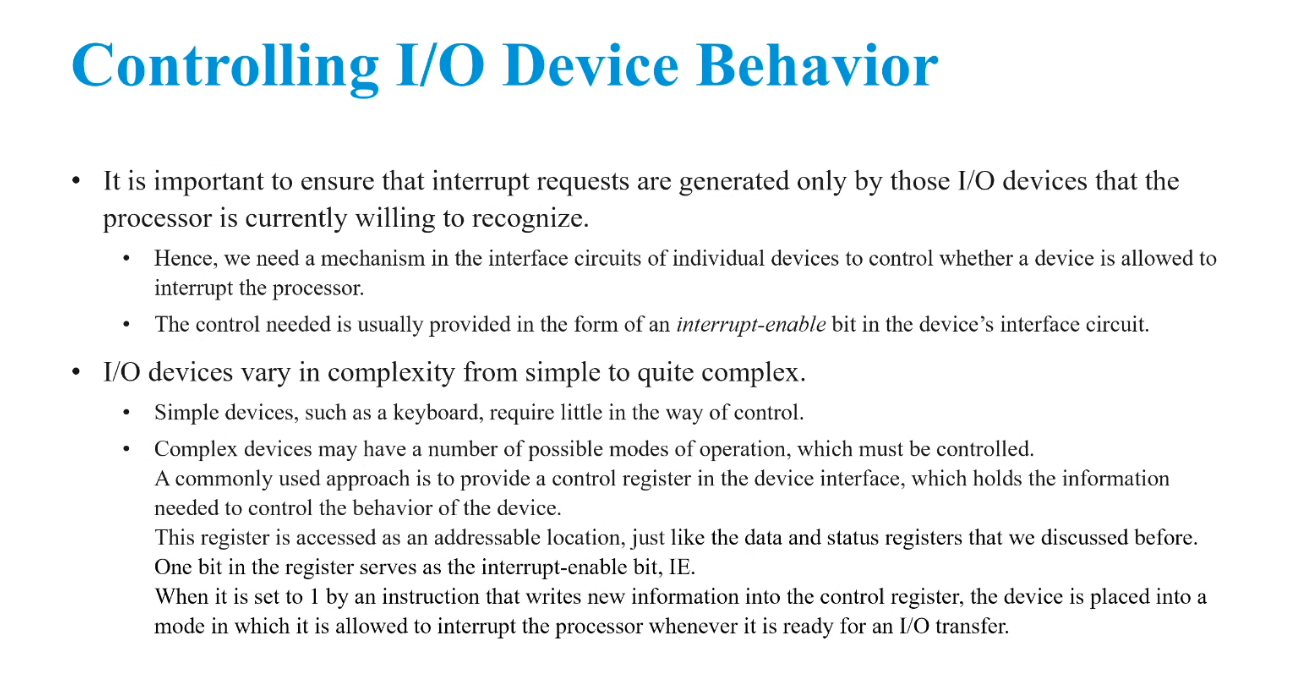 Controlling I/O Device Behavior
• It is important to ensure that interrupt requests are generated only by those I/O devices that the
processor is currently willing to recognize.
• Hence, we need a mechanism in the interface circuits of individual devices to control whether a device is allowed to
interrupt the processor.
• The control needed is usually provided in the form of an interrupt-enable bit in the device’s interface circuit.
• I/O devices vary in complexity from simple to quite complex.
• Simple devices, such as a keyboard, require little in the way of control.
• Complex devices may have a number of possible modes of operation, which must be controlled.
A commonly used approach is to provide a control register in the device interface, which holds the information
needed to control the behavior of the device.
This register is accessed as an addressable location, just like the data and status registers that we discussed before.
One bit in the register serves as the interrupt-enable bit, IE.
When it is set to 1 by an instruction that writes new information into the control register, the device is placed into a
mode in which it is allowed to interrupt the processor whenever it is ready for an I/O transfer.